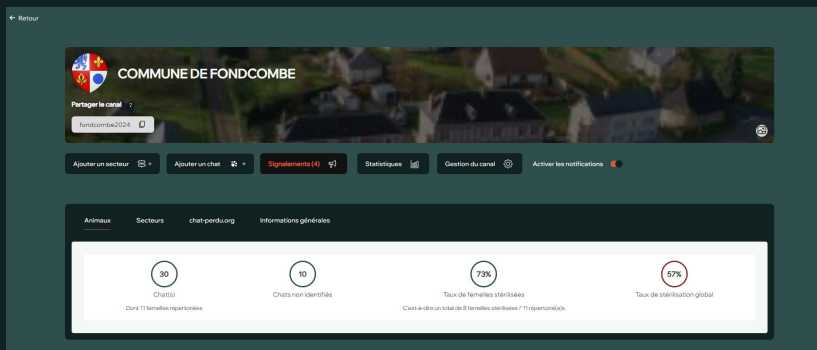 ← Retour
COMMUNE DE FONDCOMBE
Partager le canal ?
fondcombe2024
Ajouter un secteur + Ajouter un chat + Signalements (4) Statistiques Gestion du canal Activer les notifications
Animaux Secteurs chat-perdu.org Informations générales
30 10 73% 57%
Chat(s) Chats non identifiés Taux de femelles stérilisées Taux de stérilisation global
Dont 11 femelles répertoriées C'est-à-dire un total de 8 femelles stérilisées / 11 répertorié(e)s